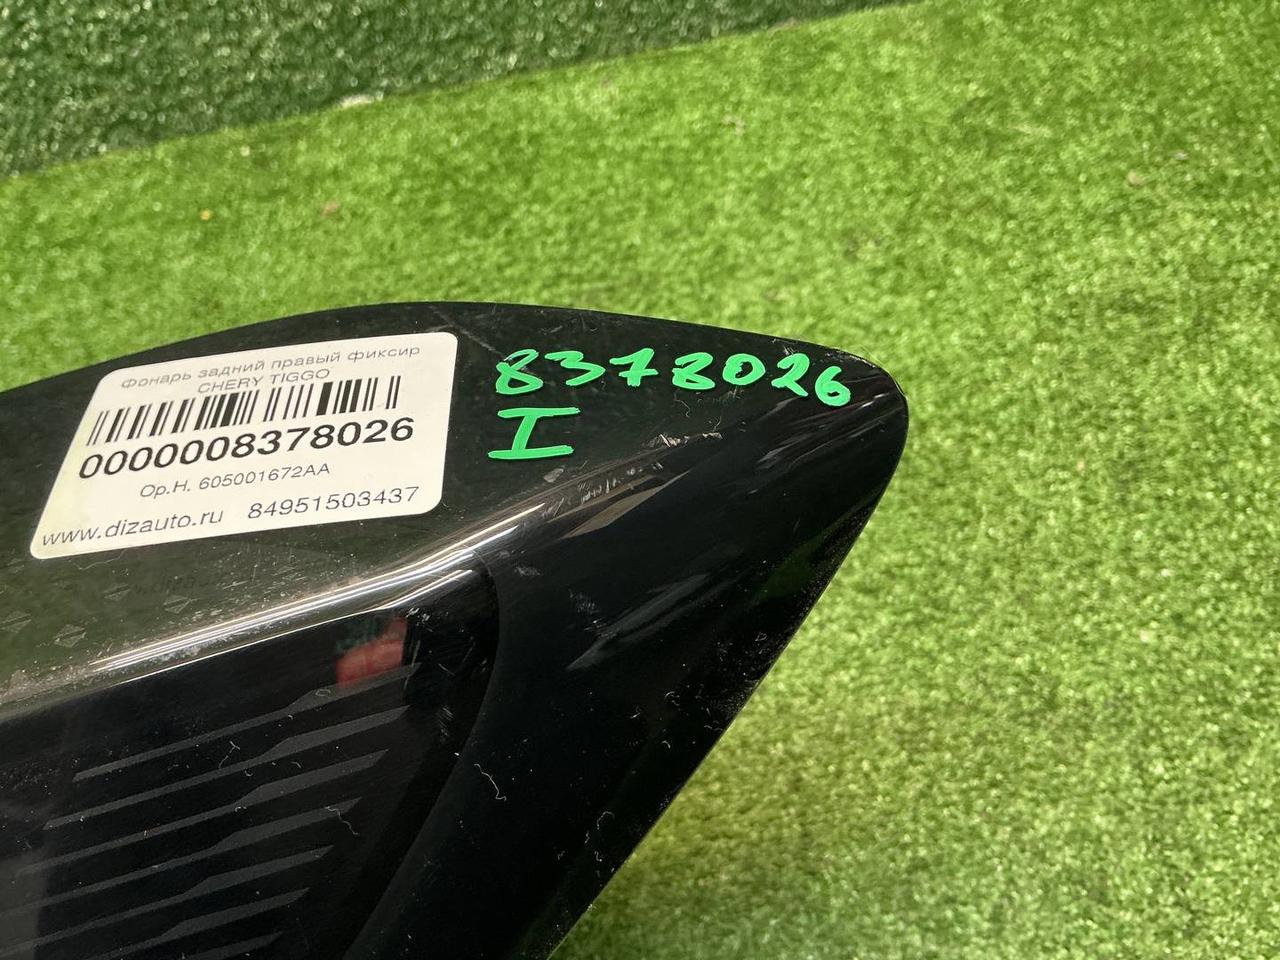 Фонарь задний правый фиксир
CHERY TIGGO
0000008378026
Ор.Н. 605001672AA
www.dizauto.ru 84951503437
8378026
I